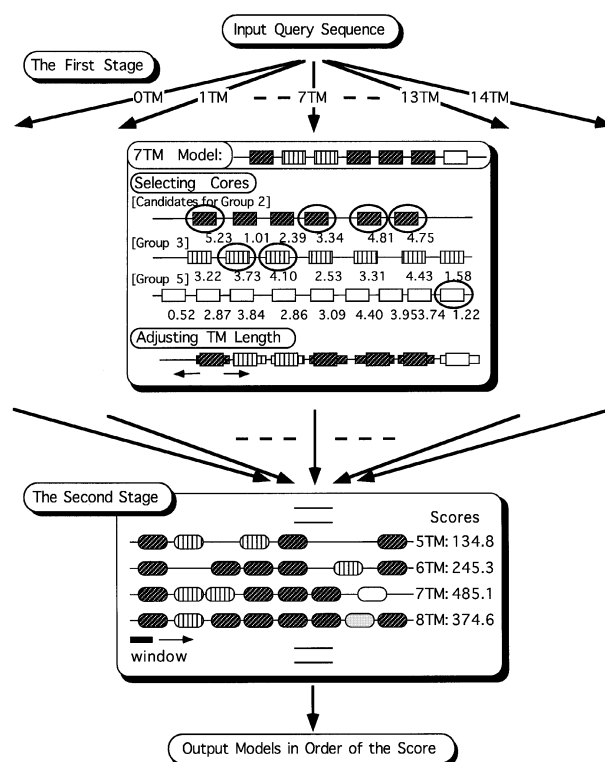 Input Query Sequence
The First Stage
0TM 1TM 7TM 13TM 14TM
7TM Model:
Selecting Cores
[Candidates for Group 2]
5.23 1.01 2.39 3.34 4.81 4.75
[Group 3]
3.22 3.73 4.10 2.53 3.31 4.43 1.58
[Group 5]
0.52 2.87 3.84 2.86 3.09 4.40 3.95 3.74 1.22
Adjusting TM Length
The Second Stage
Scores
5TM: 134.8
6TM: 245.3
7TM: 485.1
8TM: 374.6
window
Output Models in Order of the Score